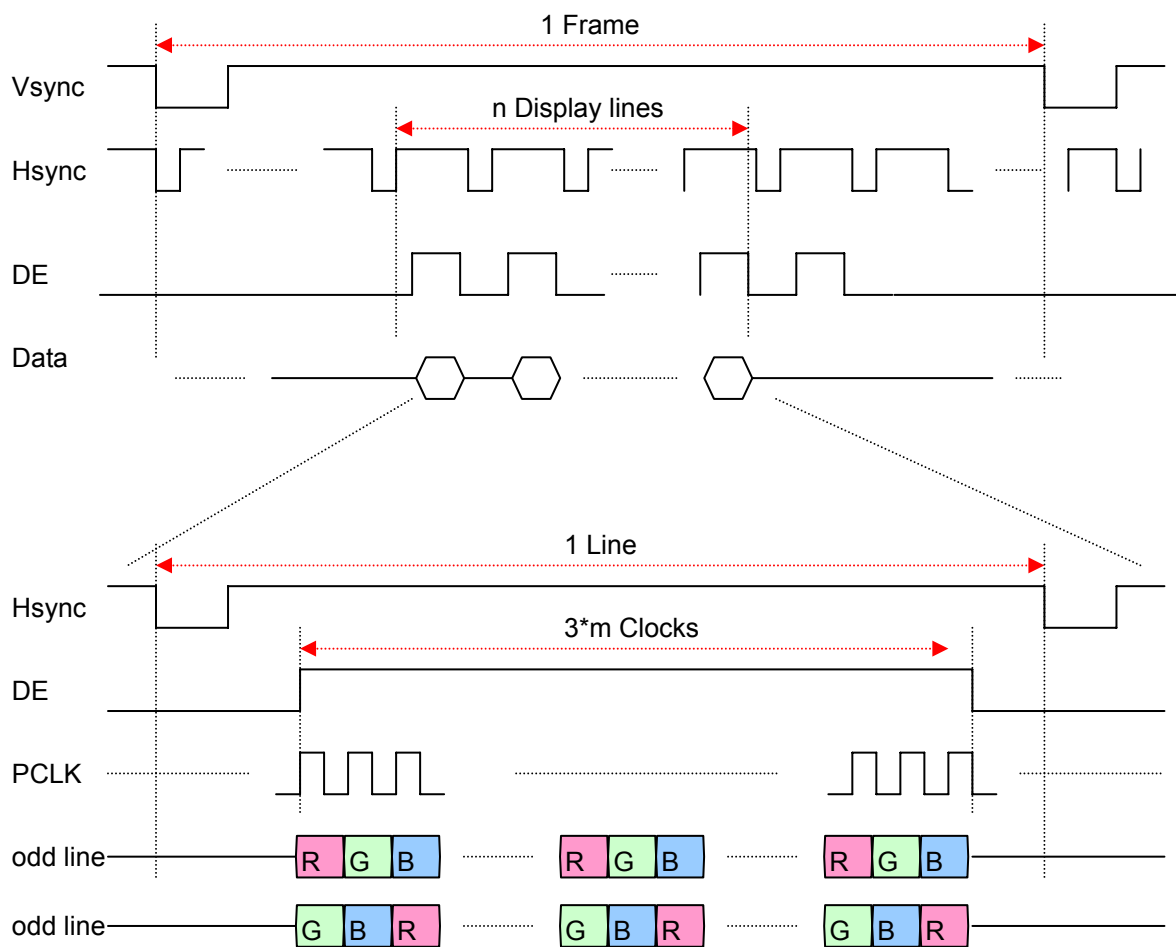 1 Frame
Vsync
n Display lines
Hsync
DE
Data
1 Line
Hsync
3*m Clocks
DE
PCLK
odd line R G B R G B R G B
odd line G B R G B R G B R